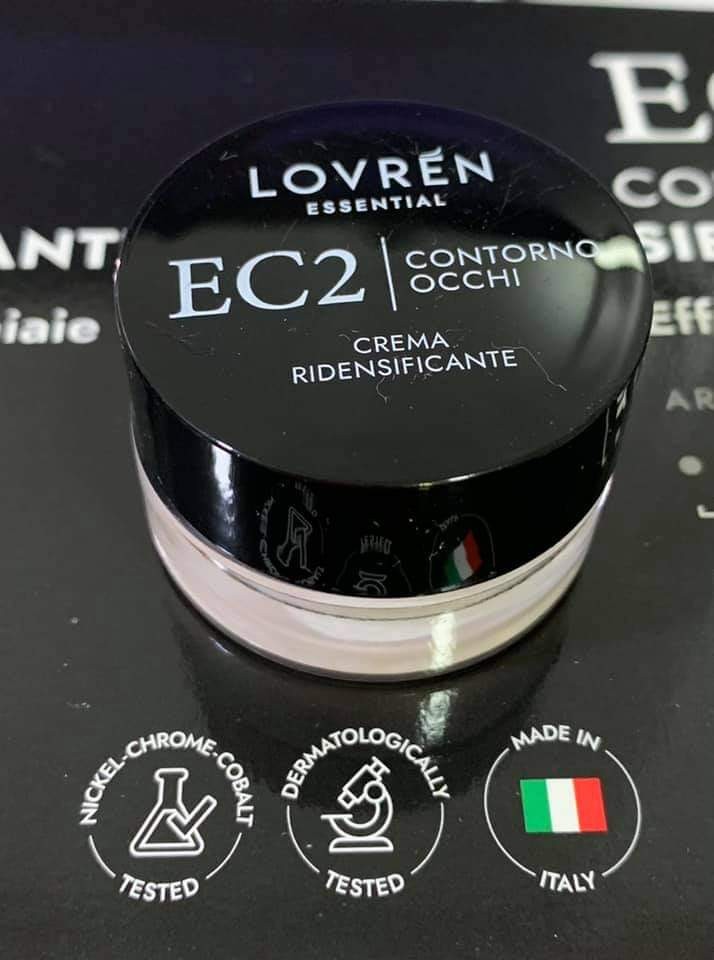 LOVRÉN
ESSENTIAL
EC2
CONTORNO
OCCHI
CREMA
RIDENSIFICANTE
NICKEL-CHROME-COBALT
TESTED
DERMATOLOGICALLY
TESTED
MADE IN
ITALY